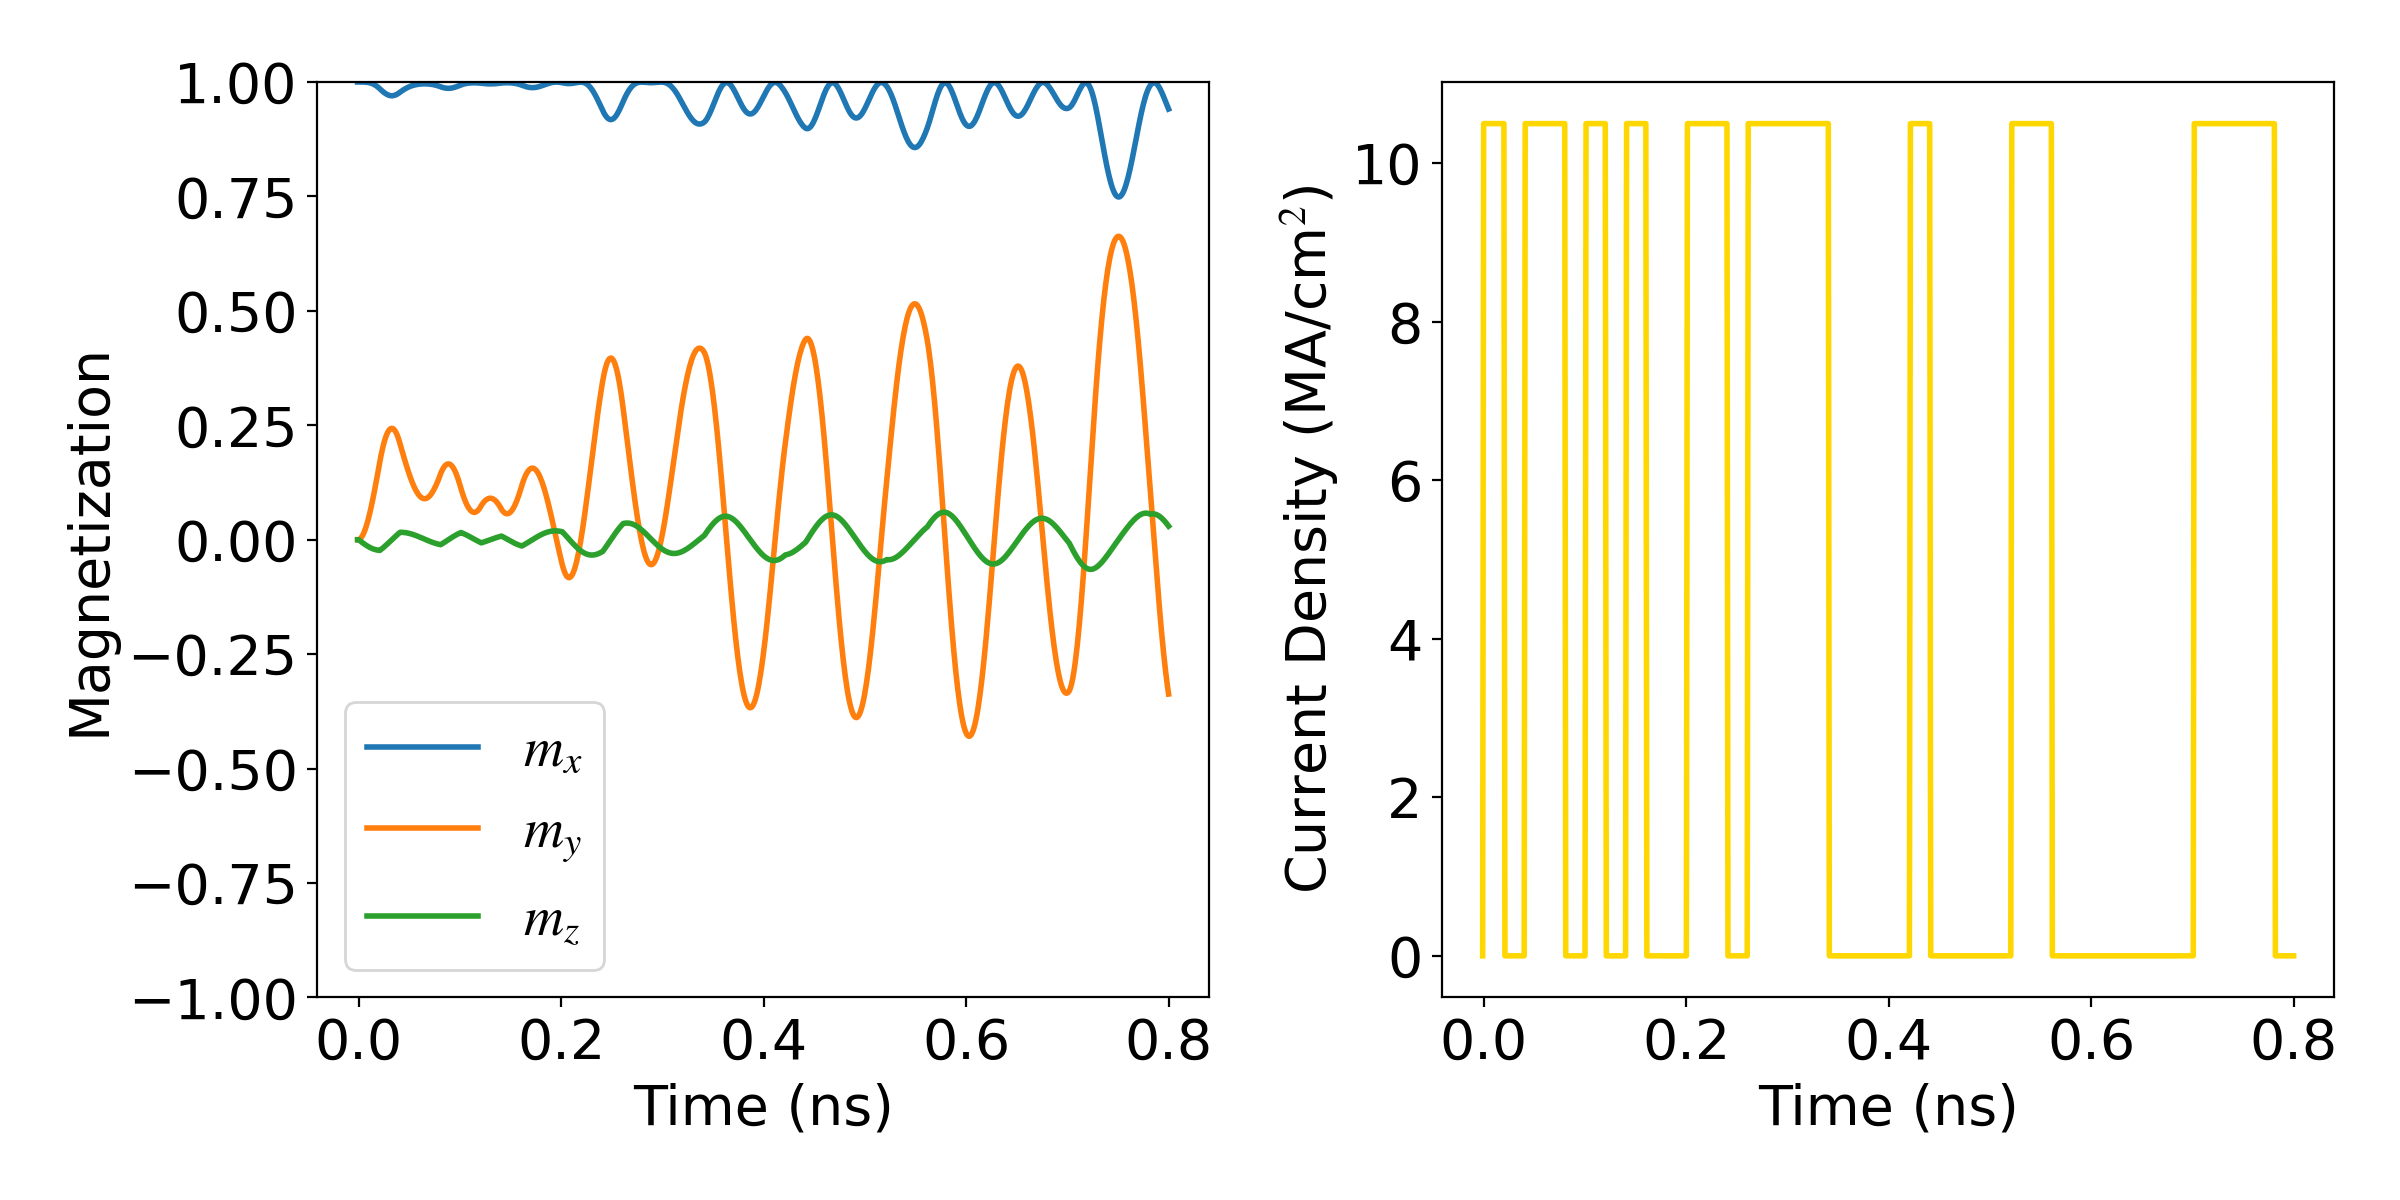 1.00
0.75
0.50
0.25
0.00
−0.25
−0.50
−0.75
−1.00
Magnetization
m_x
m_y
m_z
0.0 0.2 0.4 0.6 0.8
Time (ns)
10
8
6
4
2
0
Current Density (MA/cm²)
0.0 0.2 0.4 0.6 0.8
Time (ns)